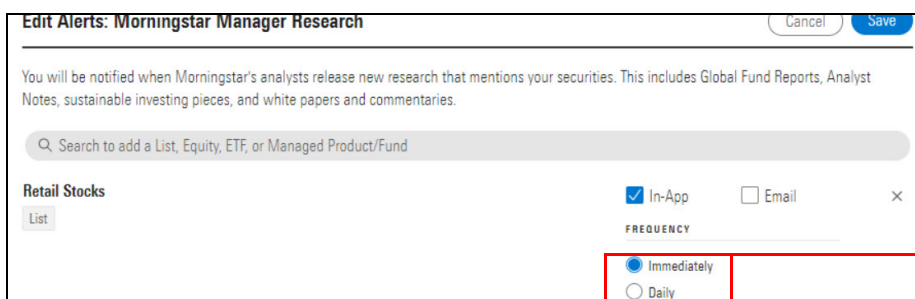 Edit Alerts: Morningstar Manager Research
Cancel
Save
You will be notified when Morningstar's analysts release new research that mentions your securities. This includes Global Fund Reports, Analyst
Notes, sustainable investing pieces, and white papers and commentaries.
Search to add a List, Equity, ETF, or Managed Product/Fund
Retail Stocks
In-App
Email
List
FREQUENCY
Immediately
Daily